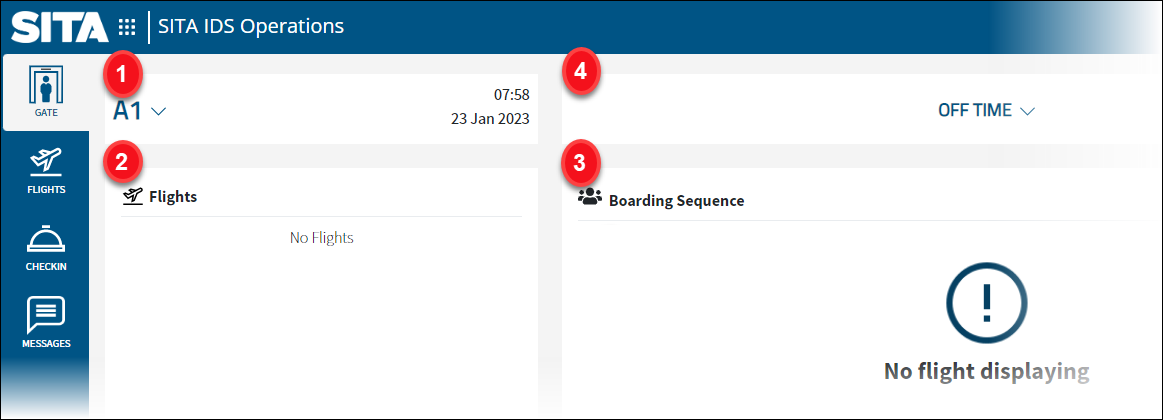 SITA SITA IDS Operations
GATE
FLIGHTS
CHECKIN
MESSAGES
1
A1
07:58
23 Jan 2023
4
OFF TIME
2
Flights
No Flights
3
Boarding Sequence
!
No flight displaying